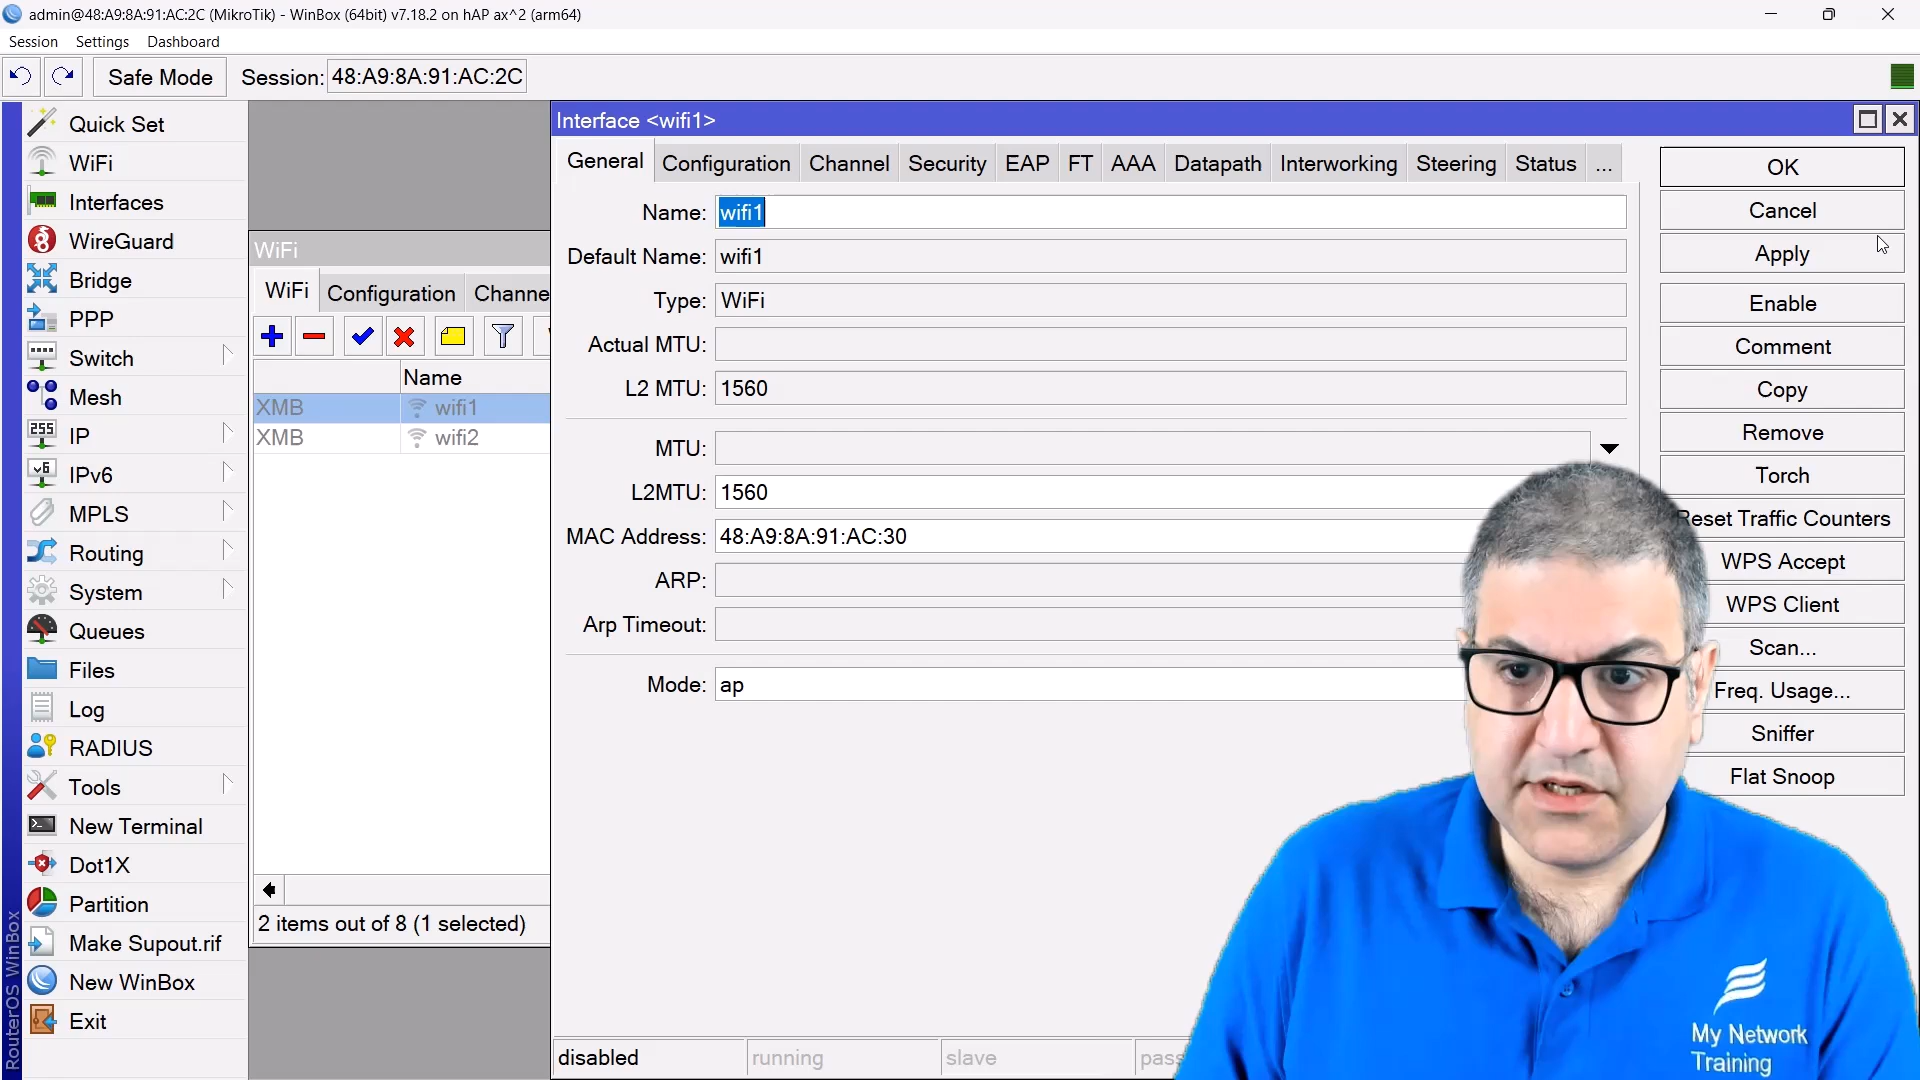 admin@48:A9:8A:91:AC:2C (MikroTik) - WinBox (64bit) v7.18.2 on hAP ax^2 (arm64)
Session Settings Dashboard
Safe Mode Session: 48:A9:8A:91:AC:2C
Quick Set
WiFi
Interfaces
WireGuard
Bridge
PPP
Switch
Mesh
255
IP
v6
IPv6
MPLS
Routing
System
Queues
Files
Log
RADIUS
Tools
New Terminal
Dot1X
Partition
Make Supout.rif
New WinBox
Exit
RouterOS WinBox
WiFi
WiFi Configuration Channe
Name
XMB wifi1
XMB wifi2
2 items out of 8 (1 selected)
Interface <wifi1>
General Configuration Channel Security EAP FT AAA Datapath Interworking Steering Status ...
Name: wifi1
Default Name: wifi1
Type: WiFi
Actual MTU:
L2 MTU: 1560
MTU:
L2MTU: 1560
MAC Address: 48:A9:8A:91:AC:30
ARP:
Arp Timeout:
Mode: ap
OK
Cancel
Apply
Enable
Comment
Copy
Remove
Torch
Reset Traffic Counters
WPS Accept
WPS Client
Scan...
Freq. Usage...
Sniffer
Flat Snoop
disabled running slave pass
My Network
Training